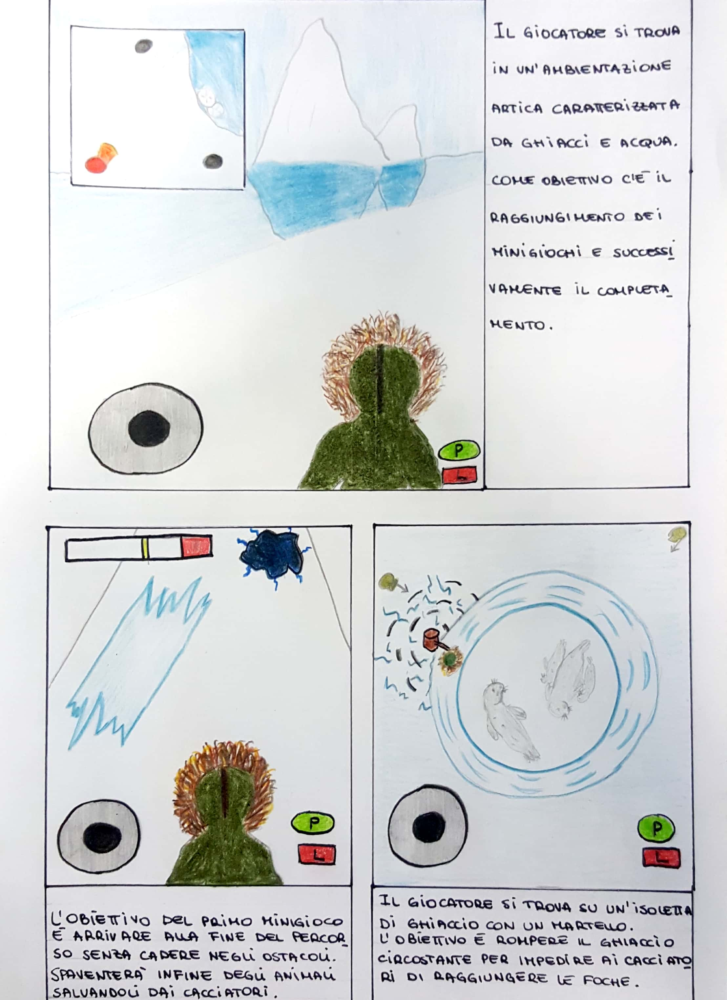 IL GIOCATORE SI TROVA
IN UN'AMBIENTAZIONE
ARTICA CARATTERIZZATA
DA GHIACCI E ACQUA.
COME OBIETTIVO C'È IL
RAGGIUNGIMENTO DEI
MINIGIOCHI E SUCCESSI
VAMENTE IL COMPLETA
MENTO.
P
L
P
L
L'OBIETTIVO DEL PRIMO MINIGIOCO
È ARRIVARE ALLA FINE DEL PERCOR
SO SENZA CADERE NEGLI OSTACOLI.
SPAVENTERÀ INFINE DEGLI ANIMALI
SALVANDOLI DAI CACCIATORI.
P
L
IL GIOCATORE SI TROVA SU UN'ISOLETTA
DI GHIACCIO CON UN MARTELLO.
L'OBIETTIVO È ROMPERE IL GHIACCIO
CIRCOSTANTE PER IMPEDIRE AI CACCIATO
RI DI RAGGIUNGERE LE FOCHE.